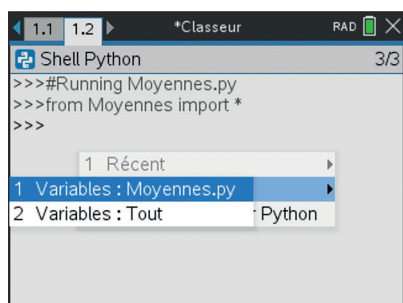 1.1 1.2 *Classeur RAD
Shell Python 3/3
>>>#Running Moyennes.py
>>>from Moyennes import *
>>>
1 Récent
1 Variables : Moyennes.py
2 Variables : Tout Python